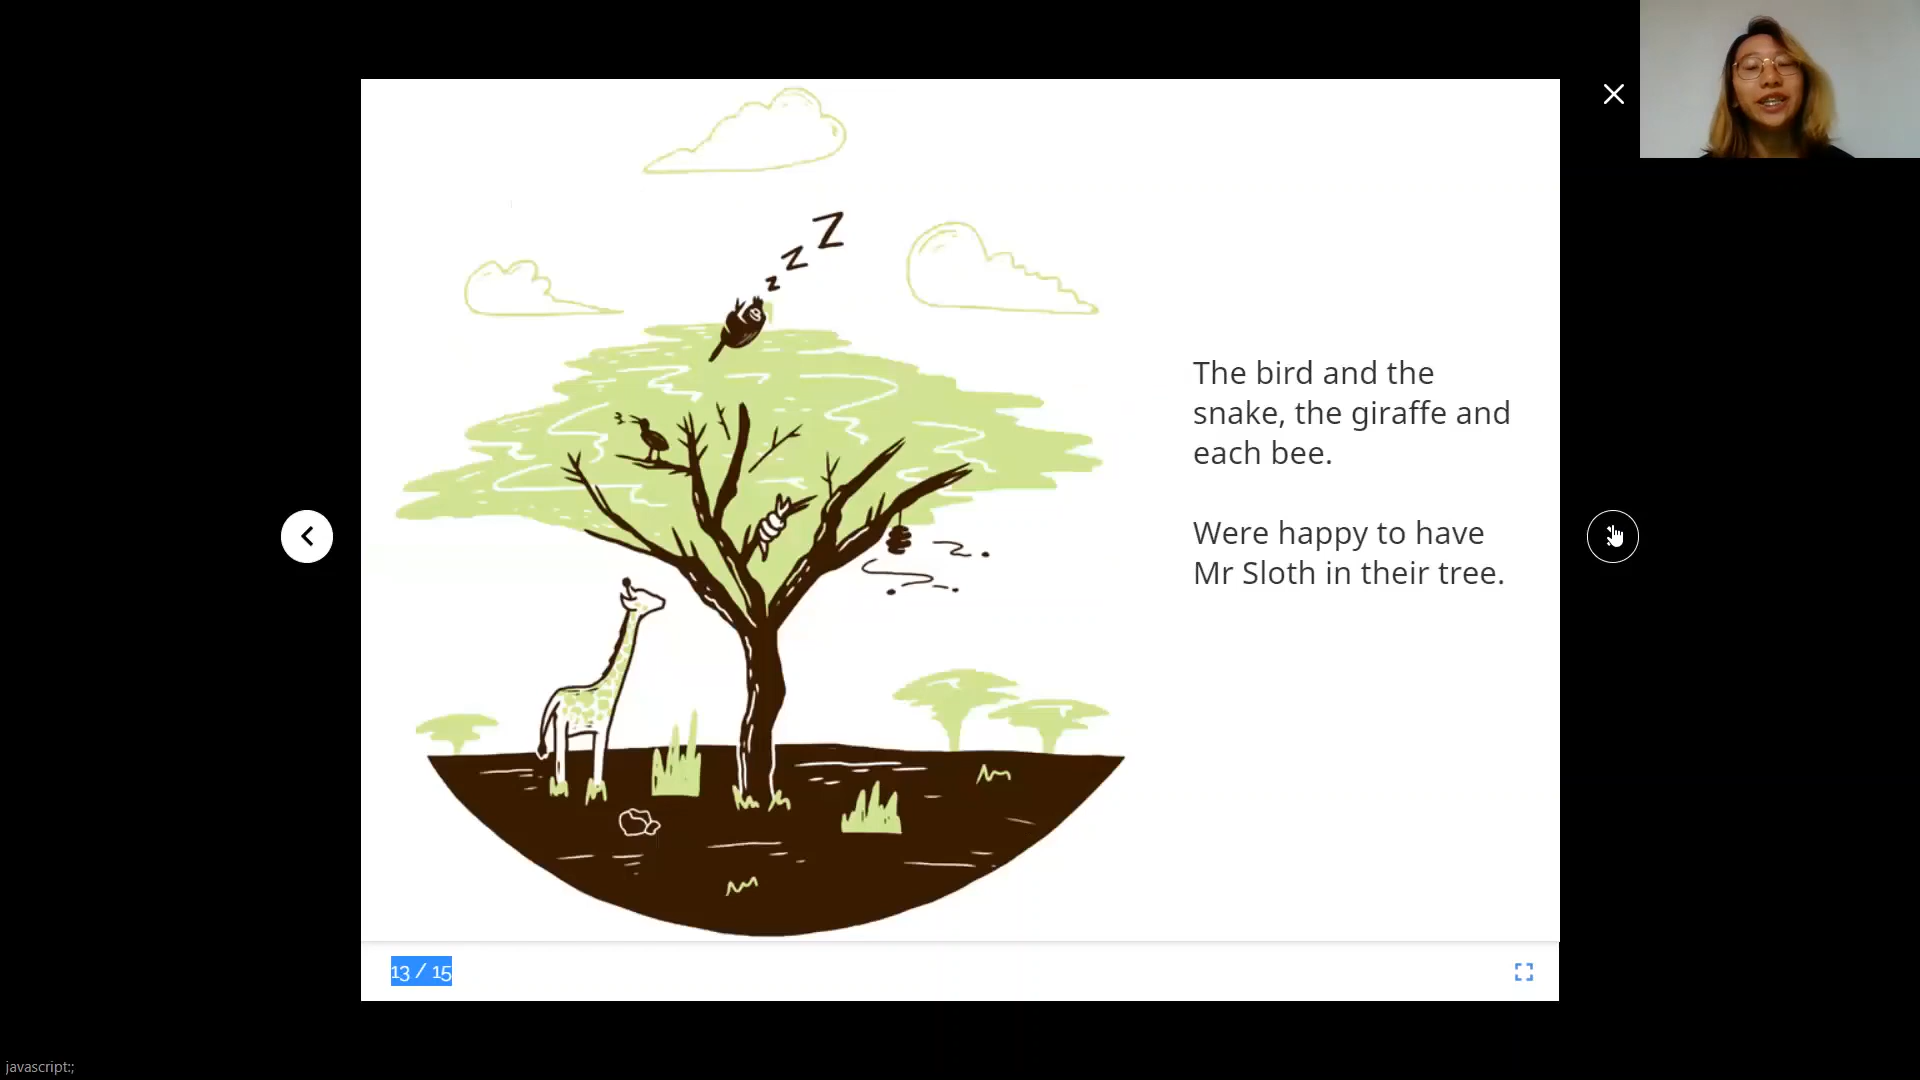 z z Z
The bird and the
snake, the giraffe and
each bee.
Were happy to have
Mr Sloth in their tree.
13 / 15
javascript:;